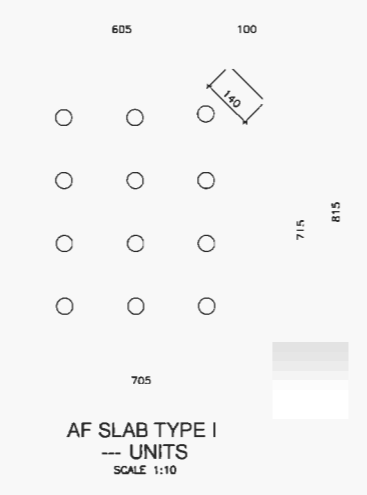 605 100
140
715
815
705
AF SLAB TYPE I
--- UNITS
SCALE 1:10